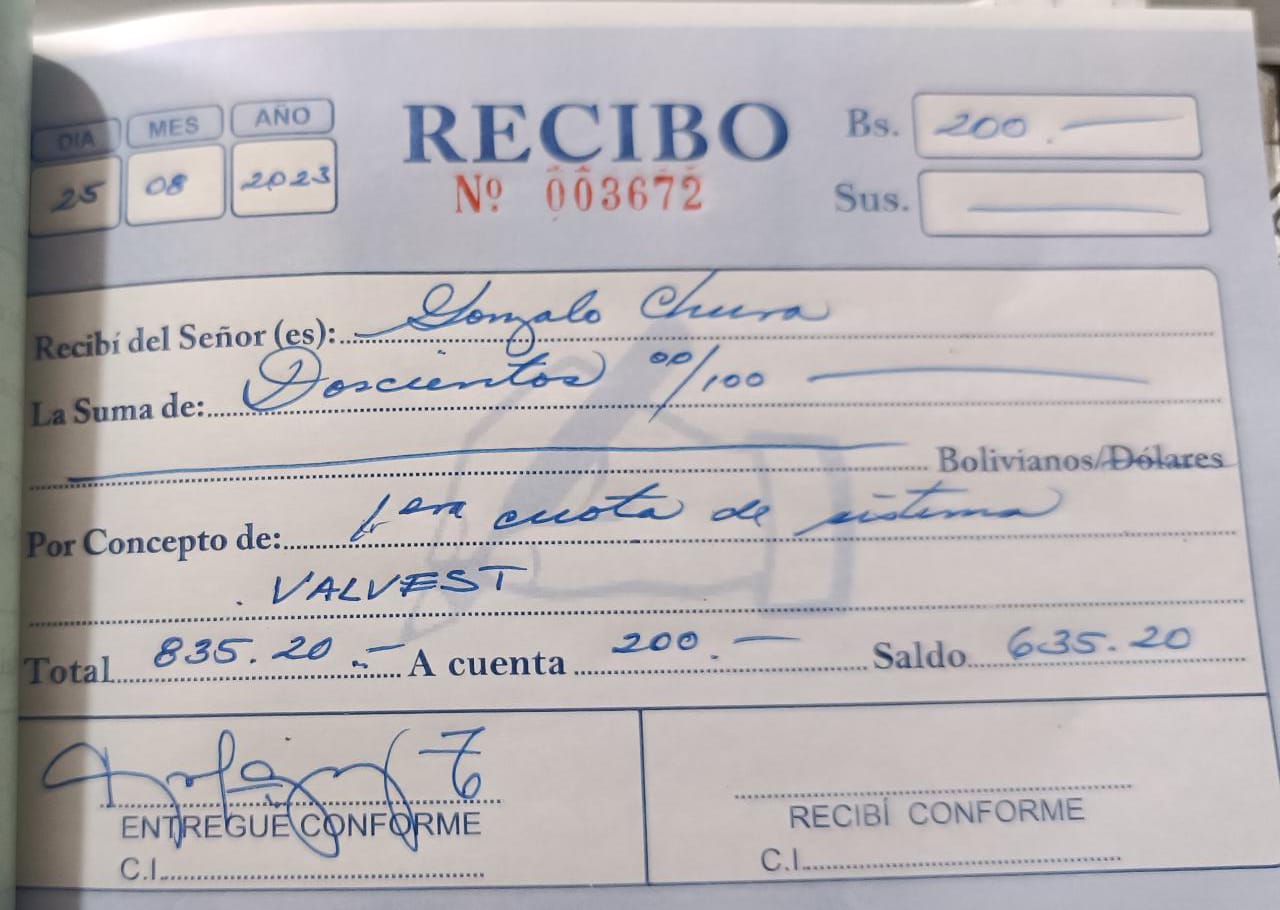 DIA MES AÑO
25 08 2023
RECIBO
Nº 003672
Bs. 200.
Sus.
Recibí del Señor (es): Gonzalo Chura
La Suma de: Doscientos 00/100
Bolivianos/Dólares
Por Concepto de: 1era cuota de sistema
VALVEST
Total 835.20 A cuenta 200. Saldo 635.20
ENTREGUE CONFORME
C.I.
RECIBÍ CONFORME
C.I.